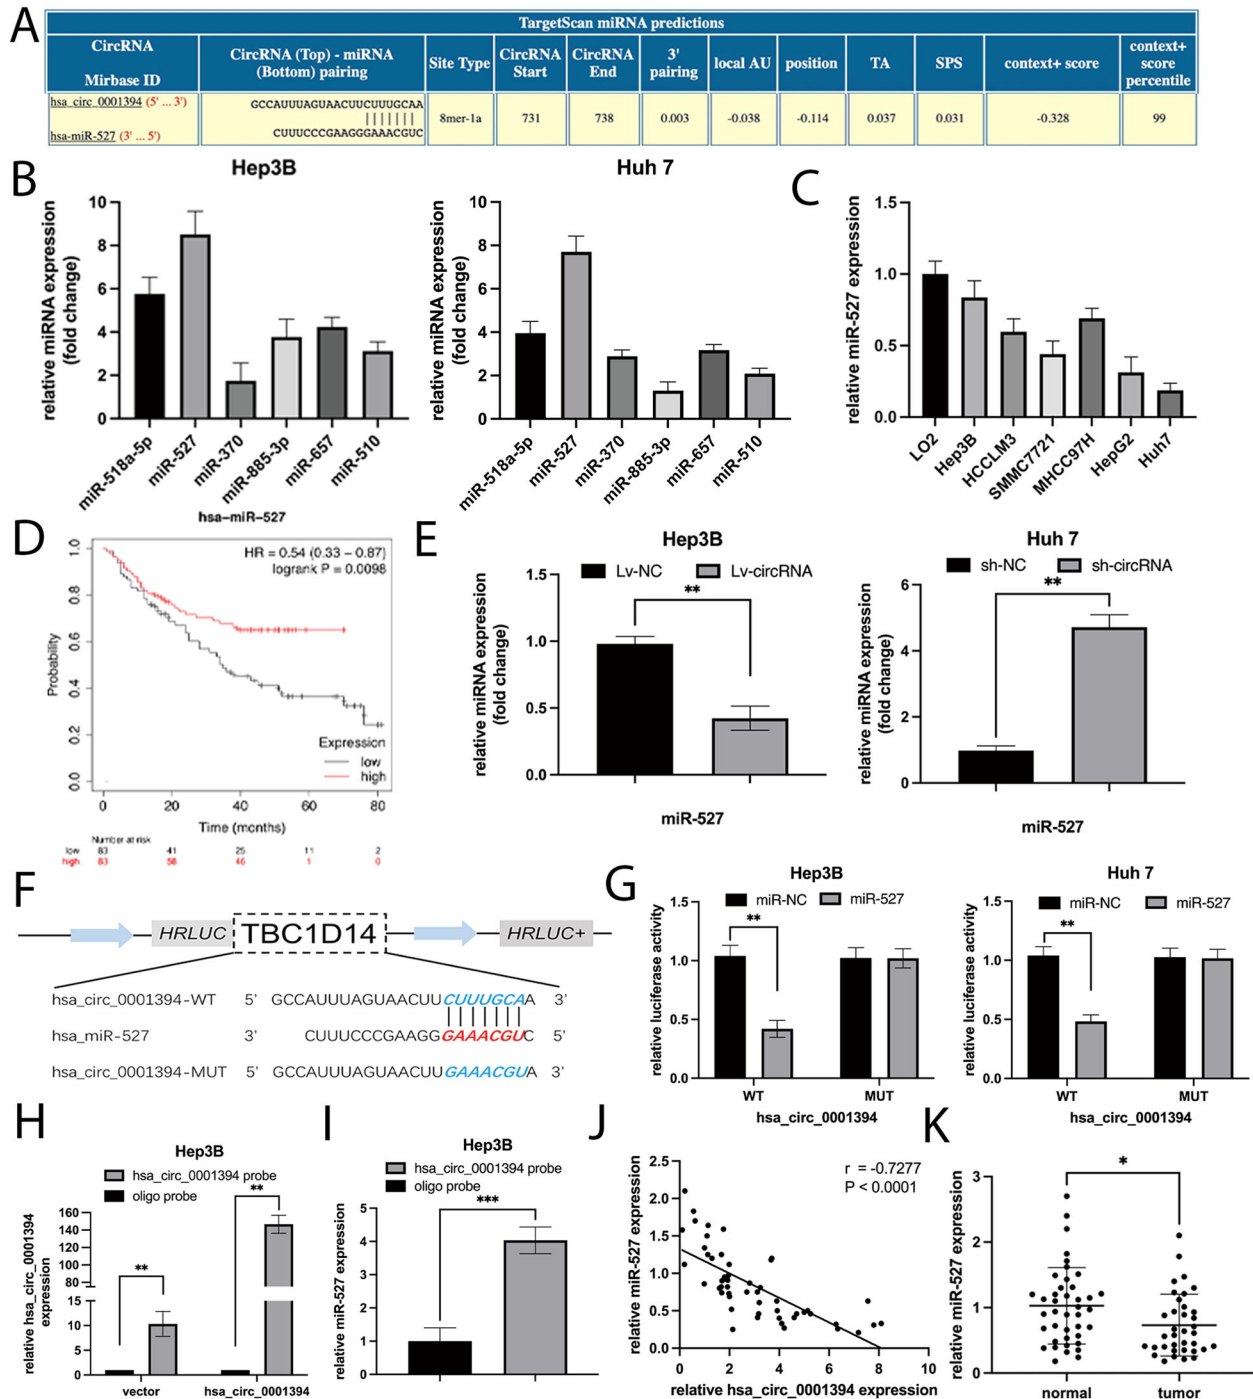 A
TargetScan miRNA predictions
CircRNA
Mirbase ID
CircRNA (Top) - miRNA
(Bottom) pairing
Site Type
CircRNA
Start
CircRNA
End
3'
pairing
local AU
position
TA
SPS
context+ score
context+
score
percentile
hsa_circ_0001394 (5' ... 3')
hsa-miR-527 (3' ... 5')
GCCAUUUAGUAACUUCUUUGCAA
|||||||
CUUUCCCGAAGGGAAACGUC
8mer-1a
731
738
0.003
-0.038
-0.114
0.037
0.031
-0.328
99
B
Hep3B
relative miRNA expression
(fold change)
10
8
6
4
2
0
miR-518a-5p
miR-527
miR-370
miR-885-3p
miR-657
miR-510
Huh 7
relative miRNA expression
(fold change)
10
8
6
4
2
0
miR-518a-5p
miR-527
miR-370
miR-885-3p
miR-657
miR-510
C
relative miR-527 expression
1.5
1.0
0.5
0.0
LO2
Hep3B
HCCLM3
SMMC7721
MHCC97H
HepG2
Huh7
D
hsa-miR-527
HR = 0.54 (0.33 - 0.87)
logrank P = 0.0098
Probability
1.0
0.8
0.6
0.4
0.2
0.0
Expression
low
high
0 20 40 60 80
Time (months)
Number at risk
low 83 41 25 11 2
high 83 58 46 1 0
E
Hep3B
Lv-NC Lv-circRNA
**
relative miRNA expression
(fold change)
1.5
1.0
0.5
0.0
miR-527
Huh 7
sh-NC sh-circRNA
**
relative miRNA expression
(fold change)
6
4
2
0
miR-527
F
HRLUC TBC1D14 HRLUC+
hsa_circ_0001394-WT 5' GCCAUUUAGUAACUUCUUUGCAA 3'
hsa_miR-527 3' CUUUCCCGAAGGGAAACGUC 5'
hsa_circ_0001394-MUT 5' GCCAUUUAGUAACUUGAAACGUA 3'
G
Hep3B
miR-NC miR-527
**
relative luciferase activity
1.5
1.0
0.5
0.0
WT MUT
hsa_circ_0001394
Huh 7
miR-NC miR-527
**
relative luciferase activity
1.5
1.0
0.5
0.0
WT MUT
hsa_circ_0001394
H
Hep3B
hsa_circ_0001394 probe
oligo probe
**
**
relative hsa_circ_0001394
expression
160
140
120
100
80
15
10
5
0
vector hsa_circ_0001394
I
Hep3B
hsa_circ_0001394 probe
oligo probe
***
relative miR-527 expression
5
4
3
2
1
0
J
r = -0.7277
P < 0.0001
relative miR-527 expression
2.5
2.0
1.5
1.0
0.5
0.0
0 2 4 6 8 10
relative hsa_circ_0001394 expression
K
*
relative miR-527 expression
3
2
1
0
normal tumor